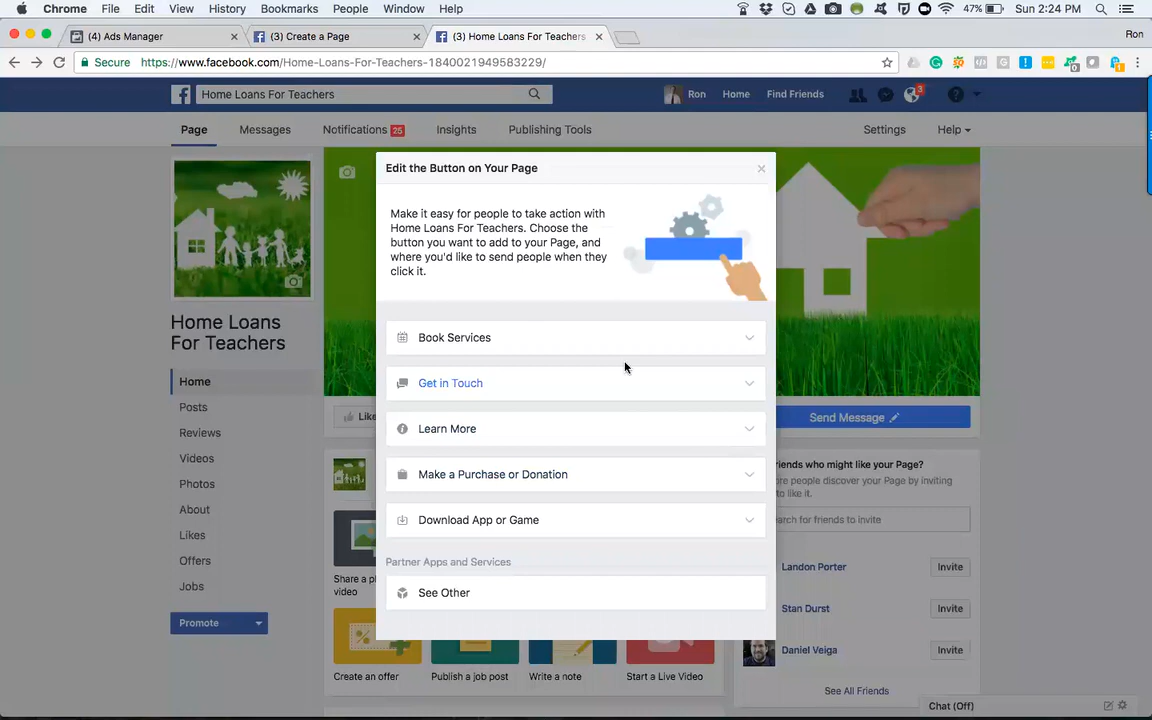 Chrome File Edit View History Bookmarks People Window Help 47% Sun 2:24 PM
(4) Ads Manager (3) Create a Page (3) Home Loans For Teachers Ron
Secure https://www.facebook.com/Home-Loans-For-Teachers-1840021949583229/
Home Loans For Teachers Ron Home Find Friends 3
Page Messages Notifications 25 Insights Publishing Tools Settings Help
Edit the Button on Your Page
Make it easy for people to take action with
Home Loans For Teachers. Choose the
button you want to add to your Page, and
where you'd like to send people when they
click it.
Book Services
Get in Touch
Learn More
Make a Purchase or Donation
Download App or Game
Partner Apps and Services
See Other
Home Loans
For Teachers
Home
Posts
Reviews
Videos
Photos
About
Likes
Offers
Jobs
Promote
Like
Send Message
riends who might like your Page?
re people discover your Page by inviting
to like it.
earch for friends to invite
Landon Porter Invite
Stan Durst Invite
Daniel Veiga Invite
See All Friends
Share a p
video
Create an offer Publish a job post Write a note Start a Live Video
Chat (Off)